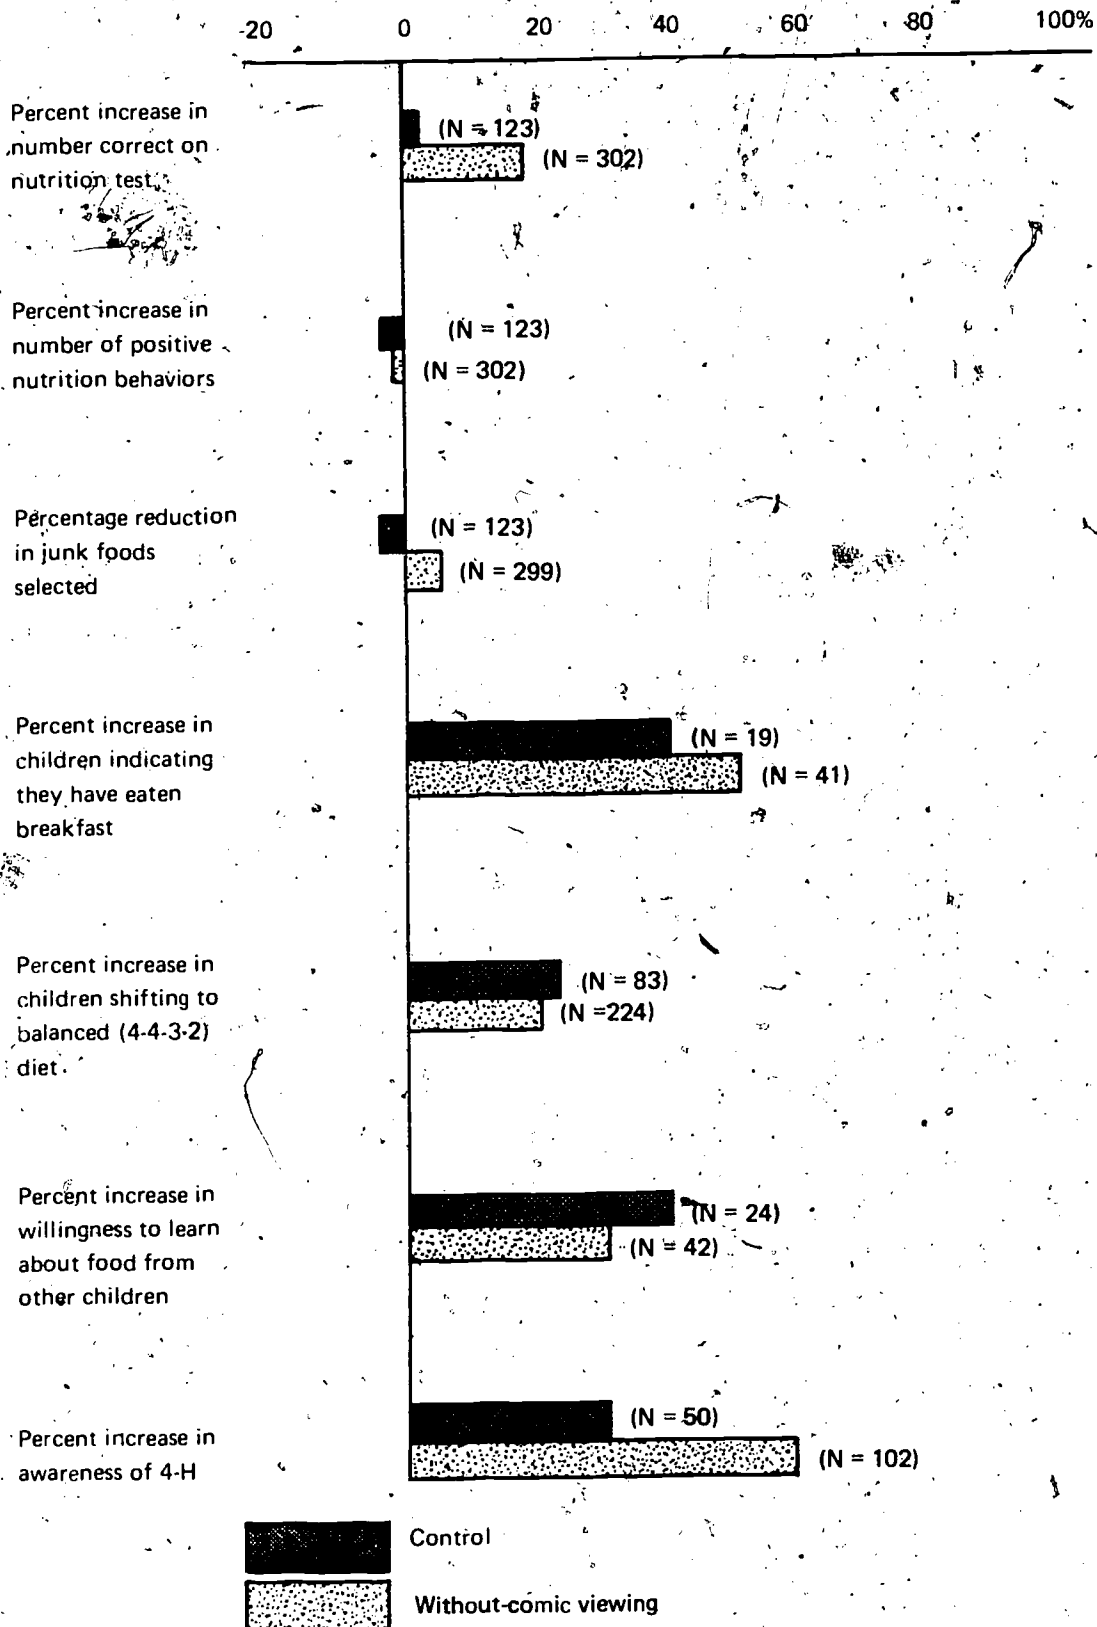 -20 0 20 40 60 80 100%
Percent increase in
number correct on
nutrition test
(N = 123)
(N = 302)
Percent increase in
number of positive
nutrition behaviors
(N = 123)
(N = 302)
Percentage reduction
in junk foods
selected
(N = 123)
(N = 299)
Percent increase in
children indicating
they have eaten
breakfast
(N = 19)
(N = 41)
Percent increase in
children shifting to
balanced (4-4-3-2)
diet
(N = 83)
(N =224)
Percent increase in
willingness to learn
about food from
other children
(N = 24)
(N = 42)
Percent increase in
awareness of 4-H
(N = 50)
(N = 102)
Control
Without-comic viewing